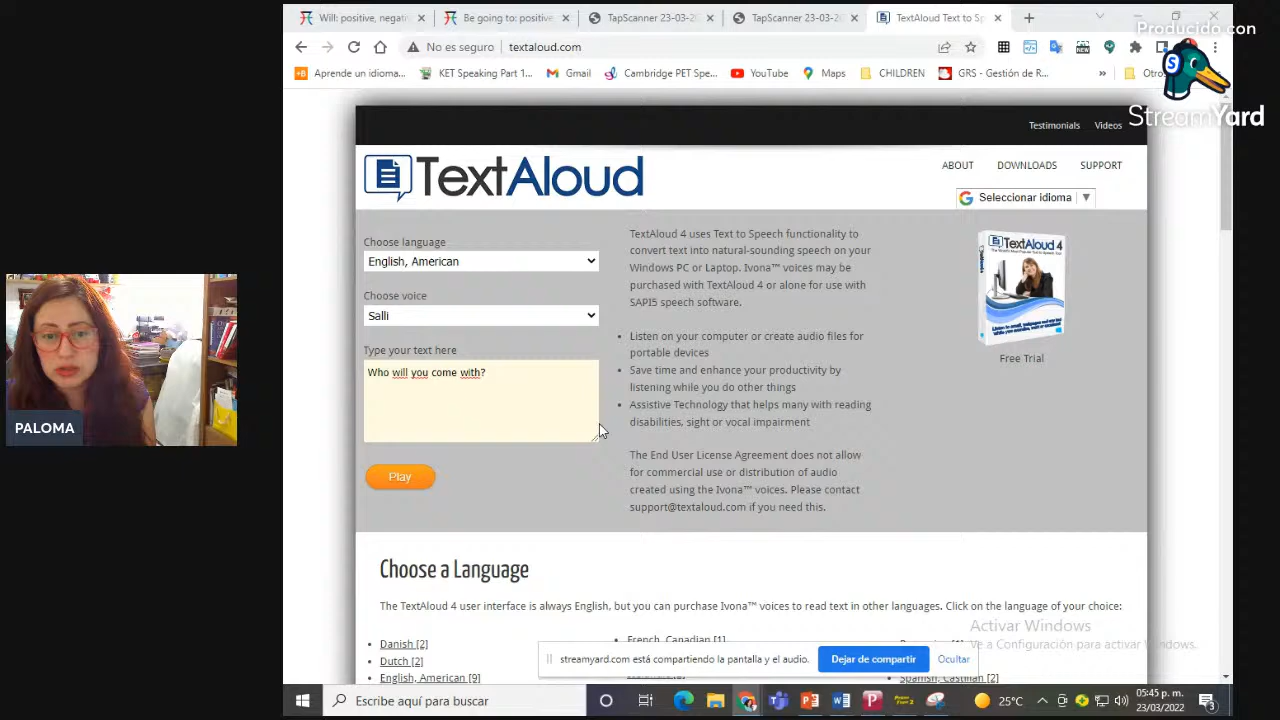 Will: positive, negat
Be going to: positive
TapScanner 23-03-2
TapScanner 23-03-2
TextAloud Text to Sp
Producido con
StreamYard
No es seguro | textaloud.com
Aprende un idioma...
KET Speaking Part 1...
Gmail
Cambridge PET Spe...
YouTube
Maps
CHILDREN
GRS - Gestión de R...
»
Testimonials Videos
TextAloud
ABOUT DOWNLOADS SUPPORT
Seleccionar idioma
Choose language
English, American
Choose voice
Salli
Type your text here
Who will you come with?
Play
TextAloud 4 uses Text to Speech functionality to
convert text into natural-sounding speech on your
Windows PC or Laptop. Ivona™ voices may be
purchased with TextAloud 4 or alone for use with
SAPI5 speech software.
• Listen on your computer or create audio files for
portable devices
• Save time and enhance your productivity by
listening while you do other things
• Assistive Technology that helps many with reading
disabilities, sight or vocal impairment
The End User License Agreement does not allow
for commercial use or distribution of audio
created using the Ivona™ voices. Please contact
support@textaloud.com if you need this.
TextAloud 4
Free Trial
PALOMA
Choose a Language
The TextAloud 4 user interface is always English, but you can purchase Ivona™ voices to read text in other languages. Click on the language of your choice:
• Danish [2]
• Dutch [2]
• English, American [9]
French, Canadian [1]
Spanish, Castilian [2]
Activar Windows
Ve a Configuración para activar Windows.
streamyard.com está compartiendo la pantalla y el audio.
Dejar de compartir
Ocultar
Escribe aquí para buscar
25°C
05:45 p. m.
23/03/2022
3